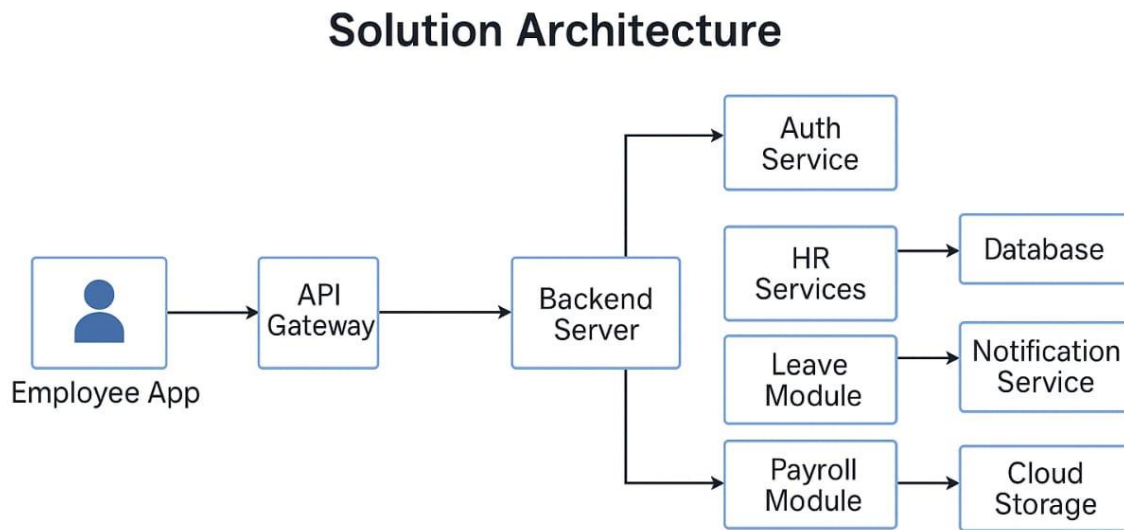 Solution Architecture
Employee App
API
Gateway
Backend
Server
Auth
Service
HR
Services
Leave
Module
Payroll
Module
Database
Notification
Service
Cloud
Storage